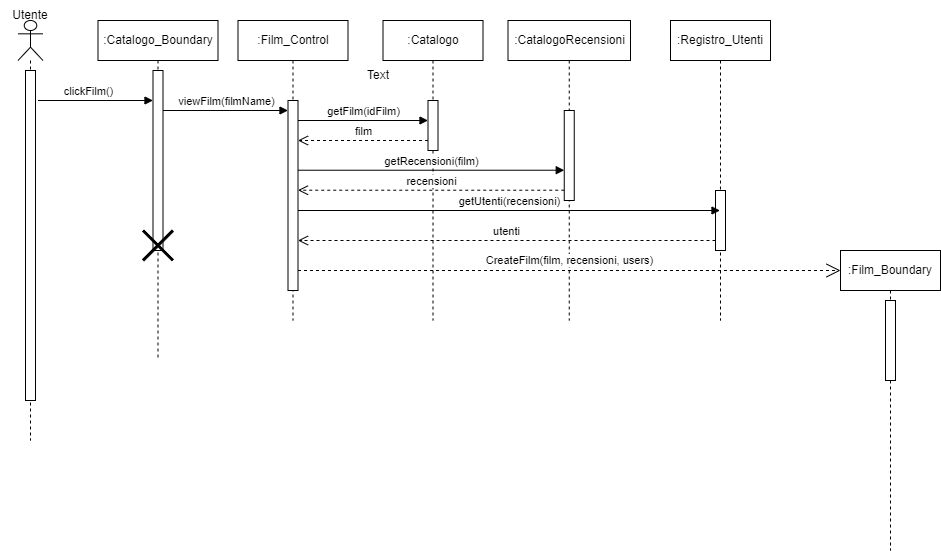 Utente
:Catalogo_Boundary
:Film_Control
:Catalogo
:CatalogoRecensioni
:Registro_Utenti
Text
clickFilm()
viewFilm(filmName)
getFilm(idFilm)
film
getRecensioni(film)
recensioni
getUtenti(recensioni)
utenti
CreateFilm(film, recensioni, users)
:Film_Boundary